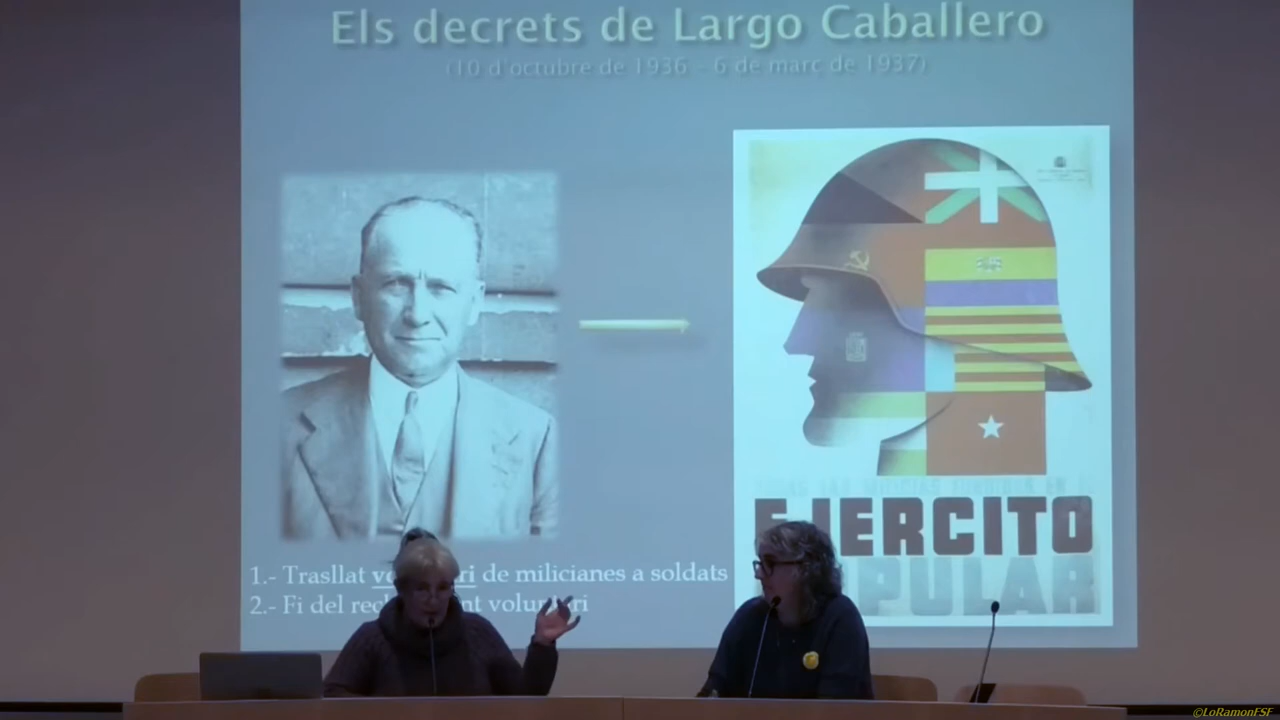 Els decrets de Largo Caballero
(10 d'octubre de 1936 – 6 de març de 1937)
EJERCITO
POPULAR
1.- Trasllat de milicianes a soldats
2.- Fi del
©LoRamonFSF